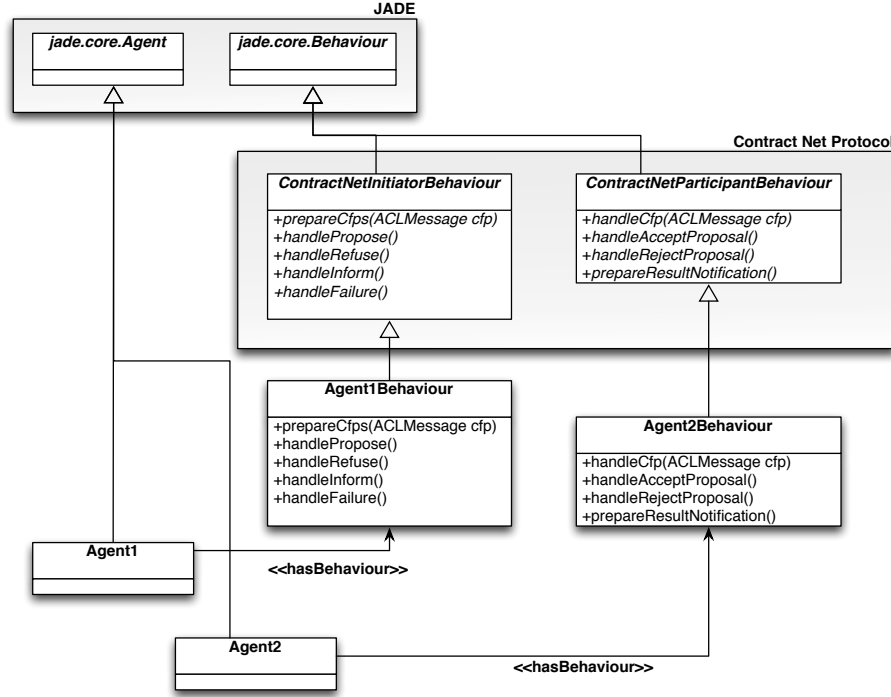 JADE
jade.core.Agent
jade.core.Behaviour
Contract Net Protocol
ContractNetInitiatorBehaviour
+prepareCfps(ACLMessage cfp)
+handlePropose()
+handleRefuse()
+handleInform()
+handleFailure()
ContractNetParticipantBehaviour
+handleCfp(ACLMessage cfp)
+handleAcceptProposal()
+handleRejectProposal()
+prepareResultNotification()
Agent1Behaviour
+prepareCfps(ACLMessage cfp)
+handlePropose()
+handleRefuse()
+handleInform()
+handleFailure()
Agent2Behaviour
+handleCfp(ACLMessage cfp)
+handleAcceptProposal()
+handleRejectProposal()
+prepareResultNotification()
Agent1
<<hasBehaviour>>
Agent2
<<hasBehaviour>>